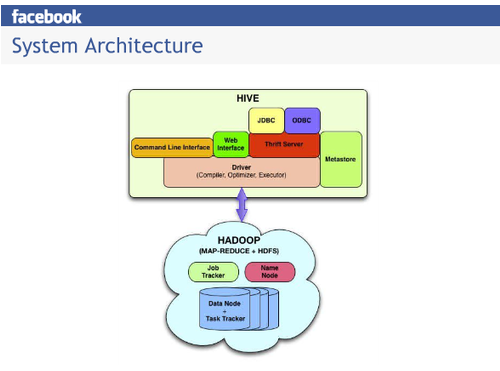 facebook
System Architecture
HIVE
JDBC
ODBC
Command Line Interface
Web
Interface
Thrift Server
Metastore
Driver
(Compiler, Optimizer, Executor)
HADOOP
(MAP-REDUCE + HDFS)
Job
Tracker
Name
Node
Data Node
+
Task Tracker